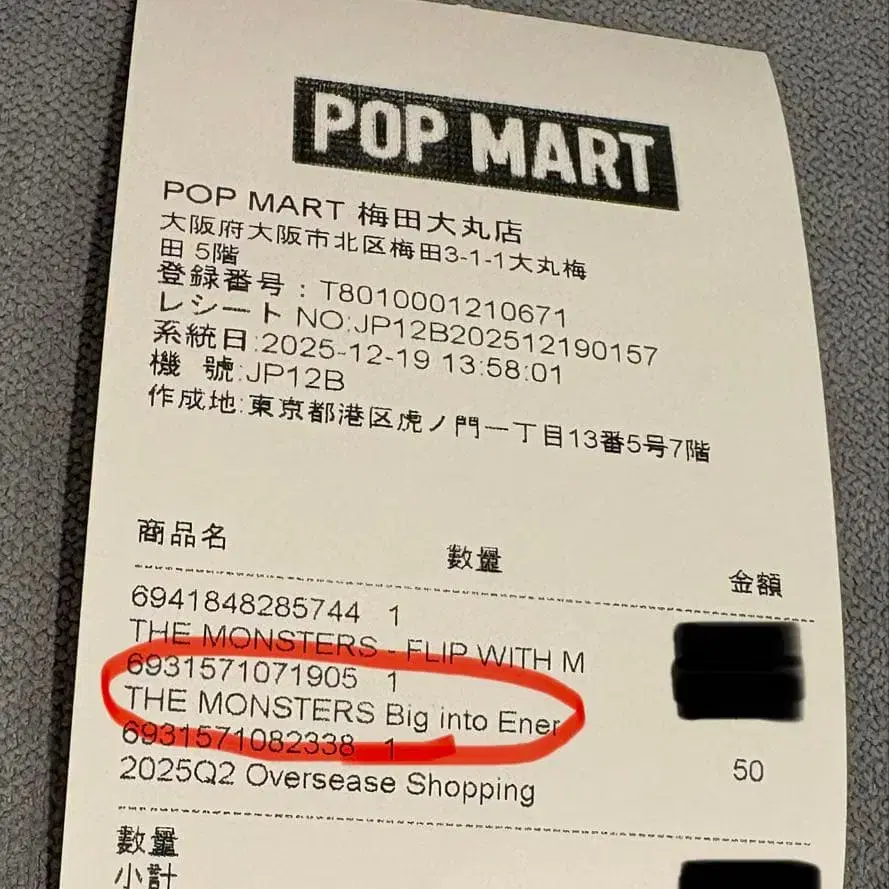 POP MART
POP MART 梅田大丸店
大阪府大阪市北区梅田3-1-1大丸梅
田 5階
登録番号：T8010001210671
レシート NO:JP12B202512190157
系統日:2025-12-19 13:58:01
機 號:JP12B
作成地:東京都港区虎ノ門一丁目13番5号7階
商品名 數量 金額
6941848285744 1
THE MONSTERS - FLIP WITH M
6931571071905 1
THE MONSTERS Big into Ener
6931571082338 1 50
2025Q2 Oversease Shopping
數量
小計